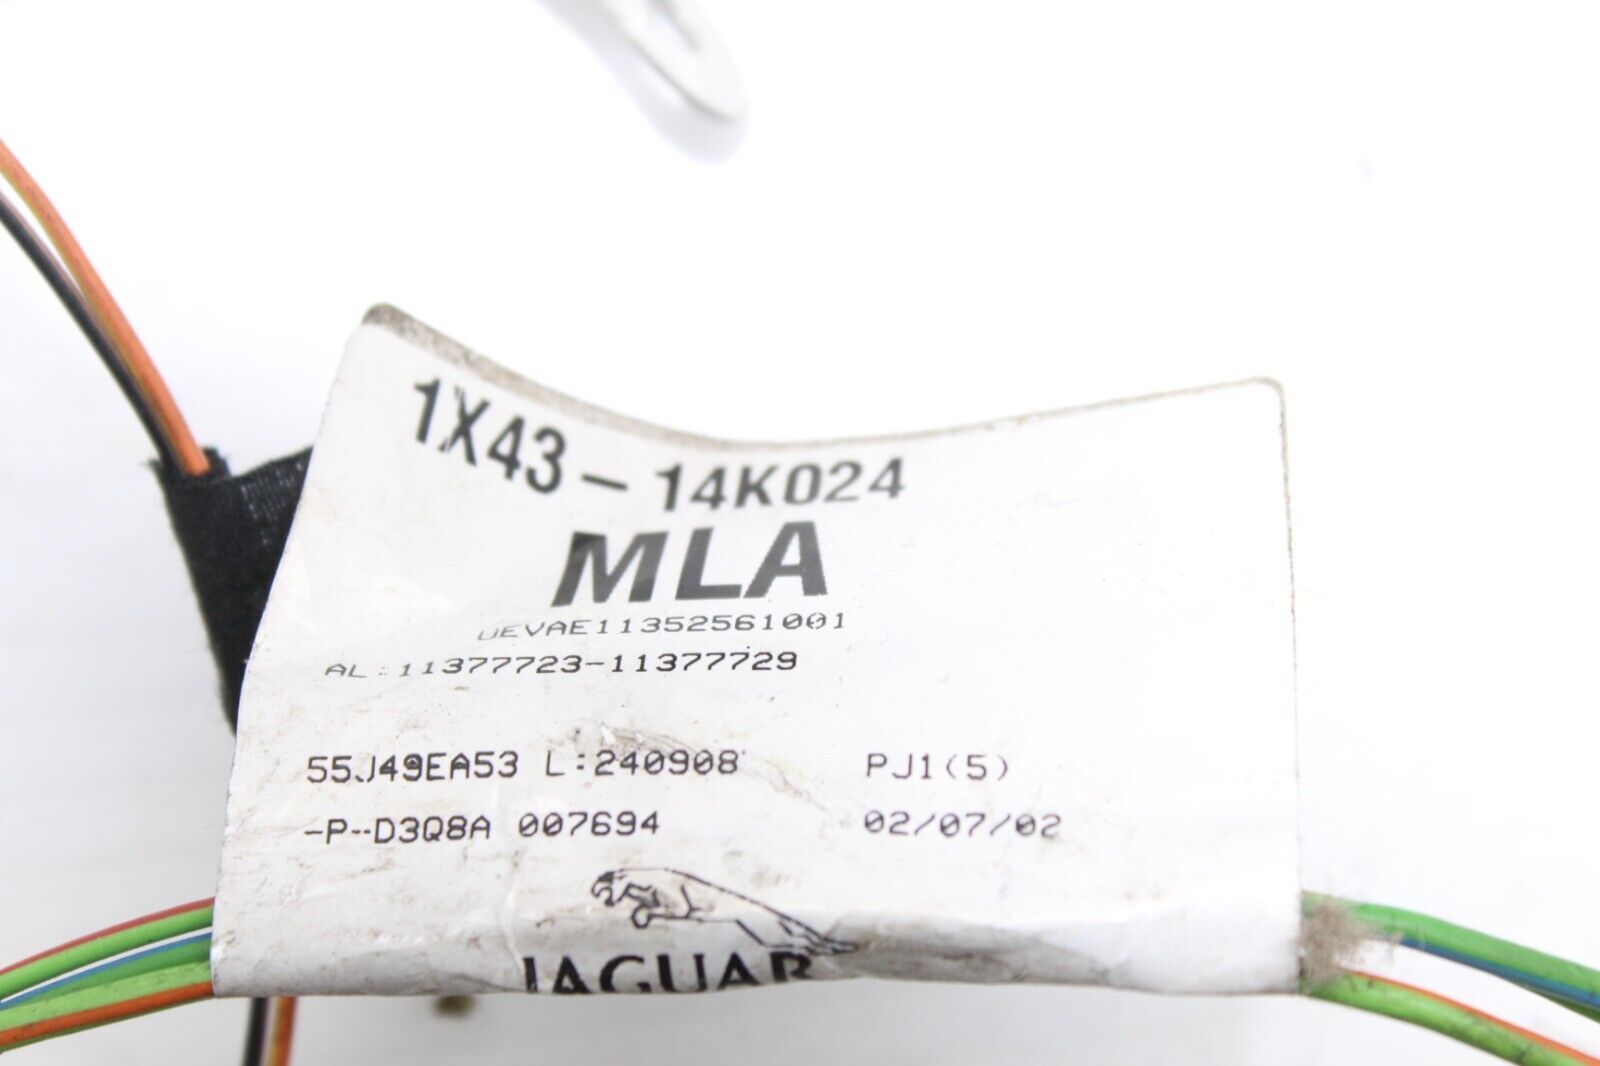 1X43-14K024
MLA
UEVAE11352561001
AL:11377723-11377729
55J49EA53 L:240908 PJ1(5)
-P--D3Q8A 007694 02/07/02
JAGUAR